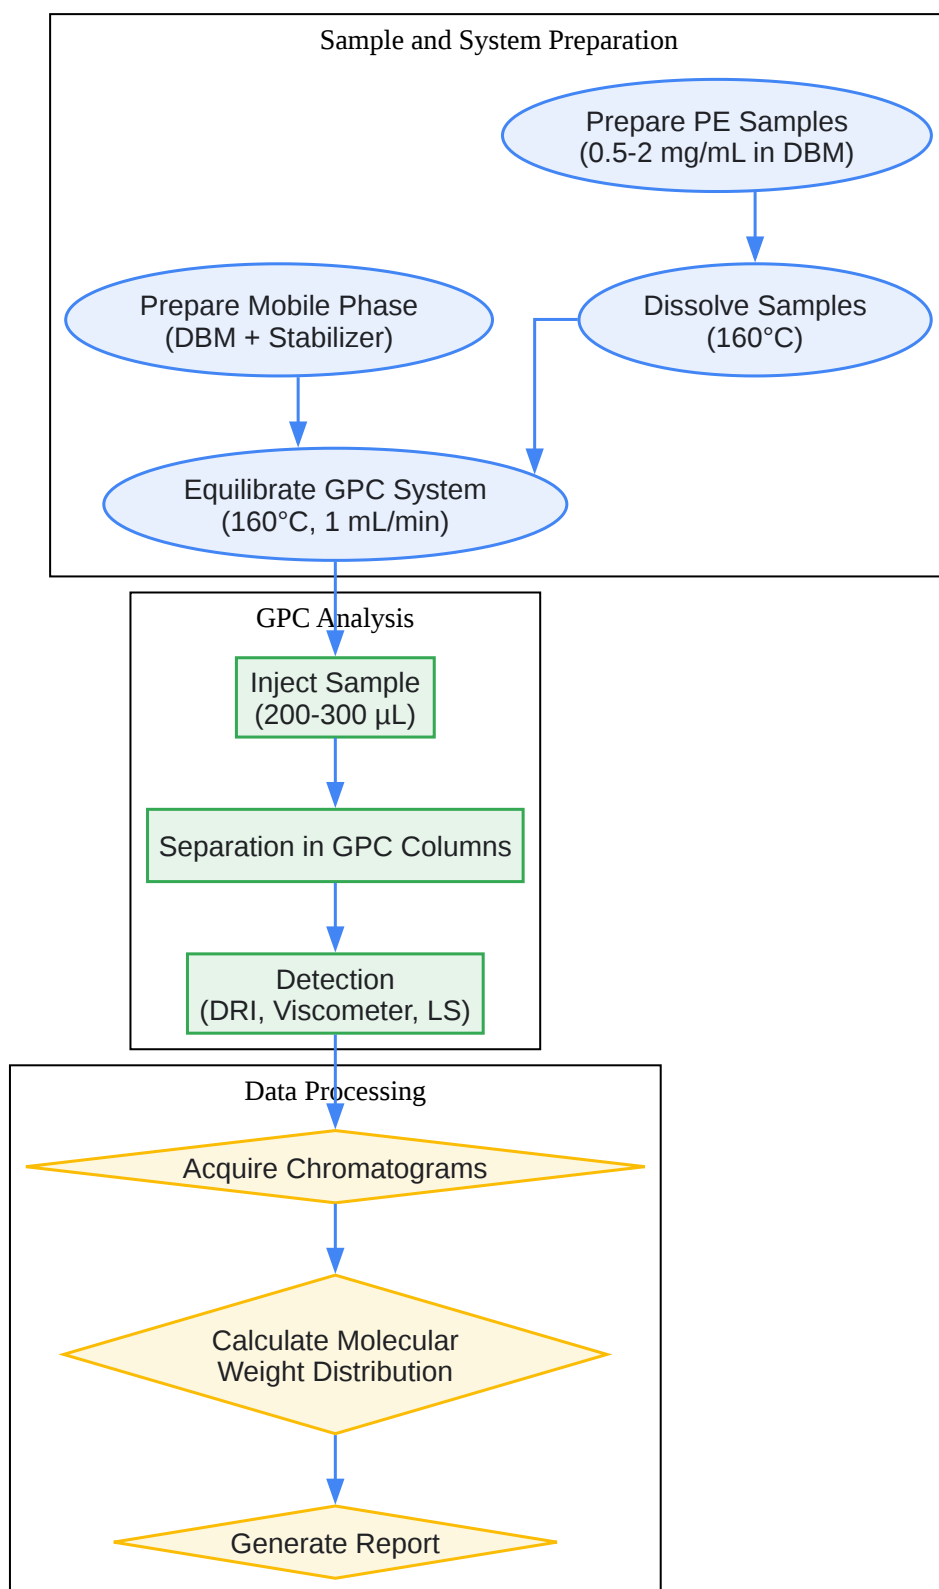 Sample and System Preparation
Prepare PE Samples
(0.5-2 mg/mL in DBM)
Prepare Mobile Phase
(DBM + Stabilizer)
Dissolve Samples
(160°C)
Equilibrate GPC System
(160°C, 1 mL/min)
GPC Analysis
Inject Sample
(200-300 µL)
Separation in GPC Columns
Detection
(DRI, Viscometer, LS)
Data Processing
Acquire Chromatograms
Calculate Molecular
Weight Distribution
Generate Report